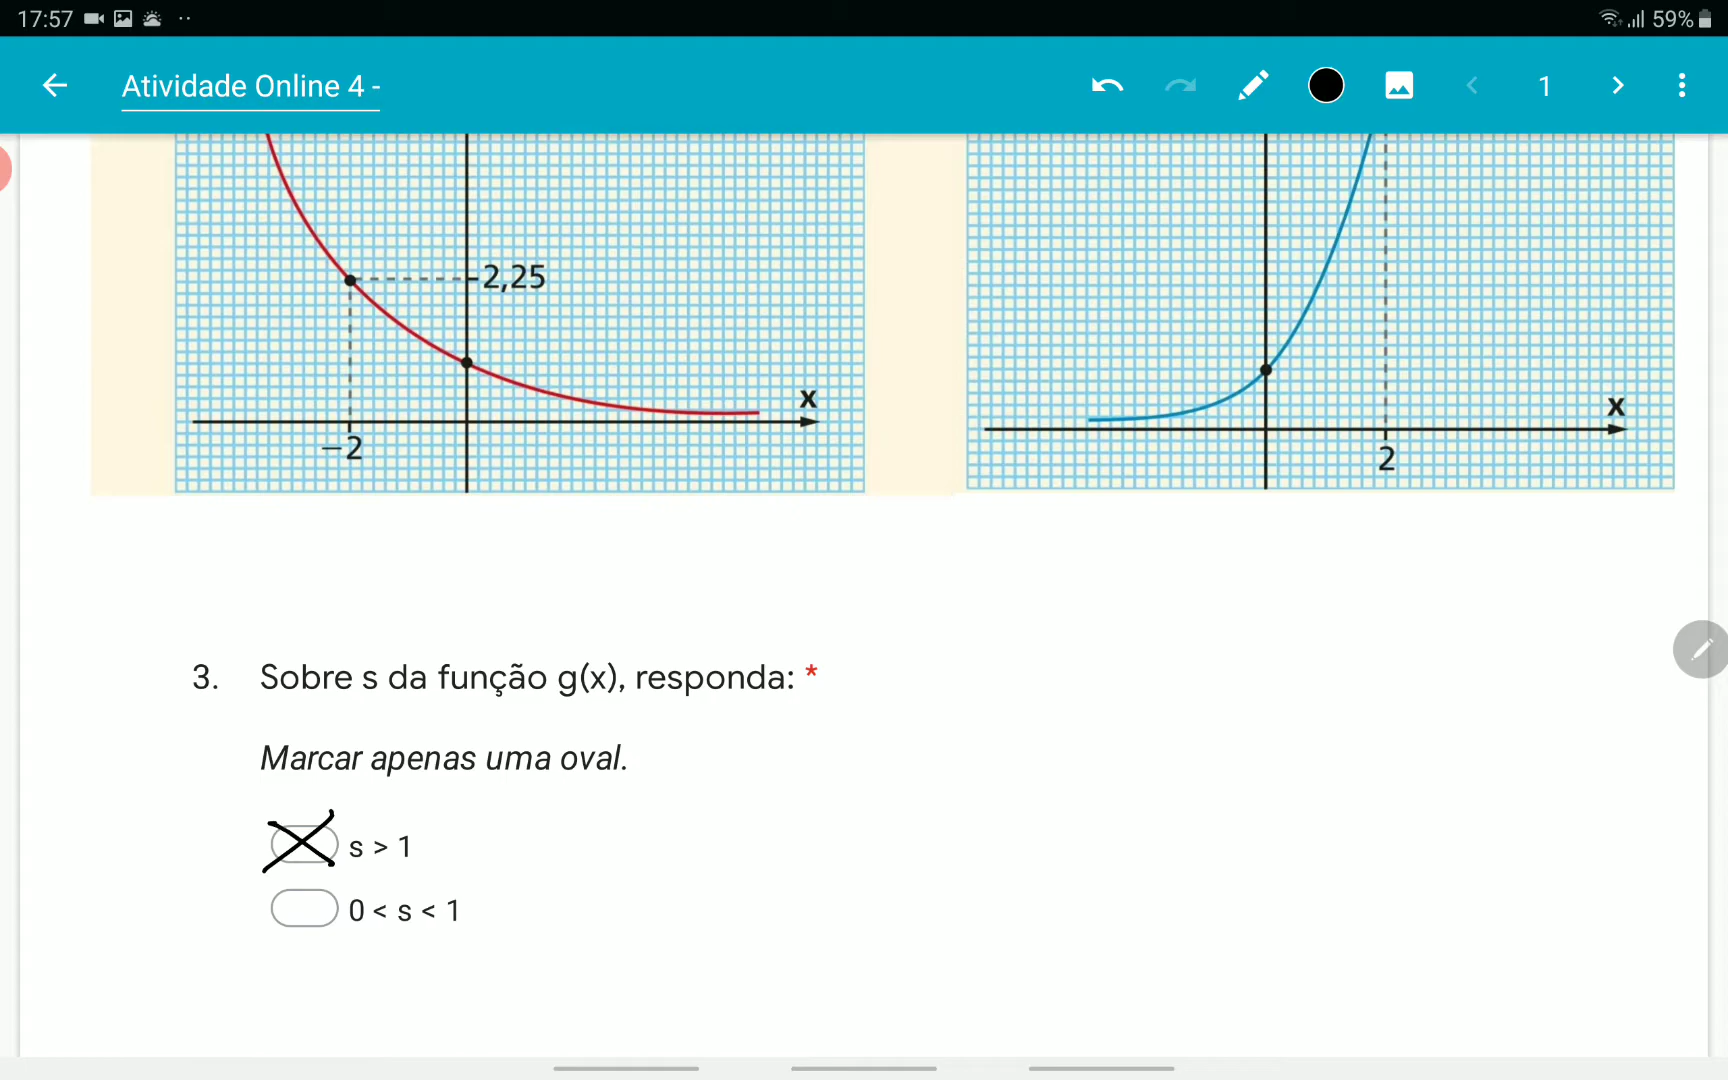 17:57
59%
Atividade Online 4 -
1
2,25
x
x
−2
2
3. Sobre s da função g(x), responda: *
Marcar apenas uma oval.
s > 1
0 < s < 1